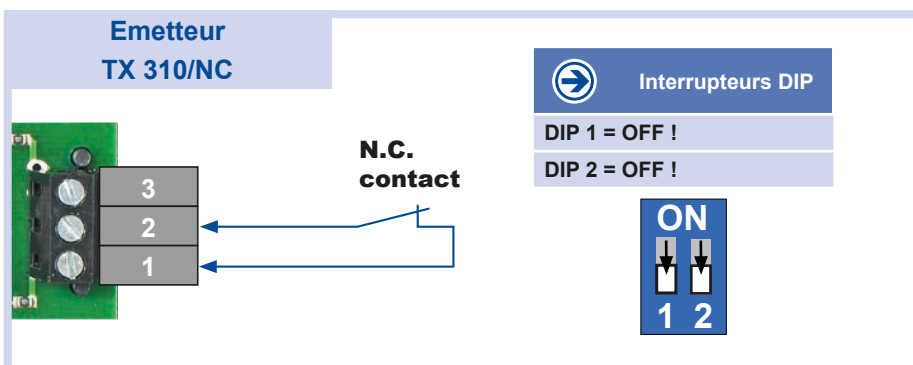 Emetteur
TX 310/NC
3
2
1
N.C.
contact
Interrupteurs DIP
DIP 1 = OFF !
DIP 2 = OFF !
ON
1 2